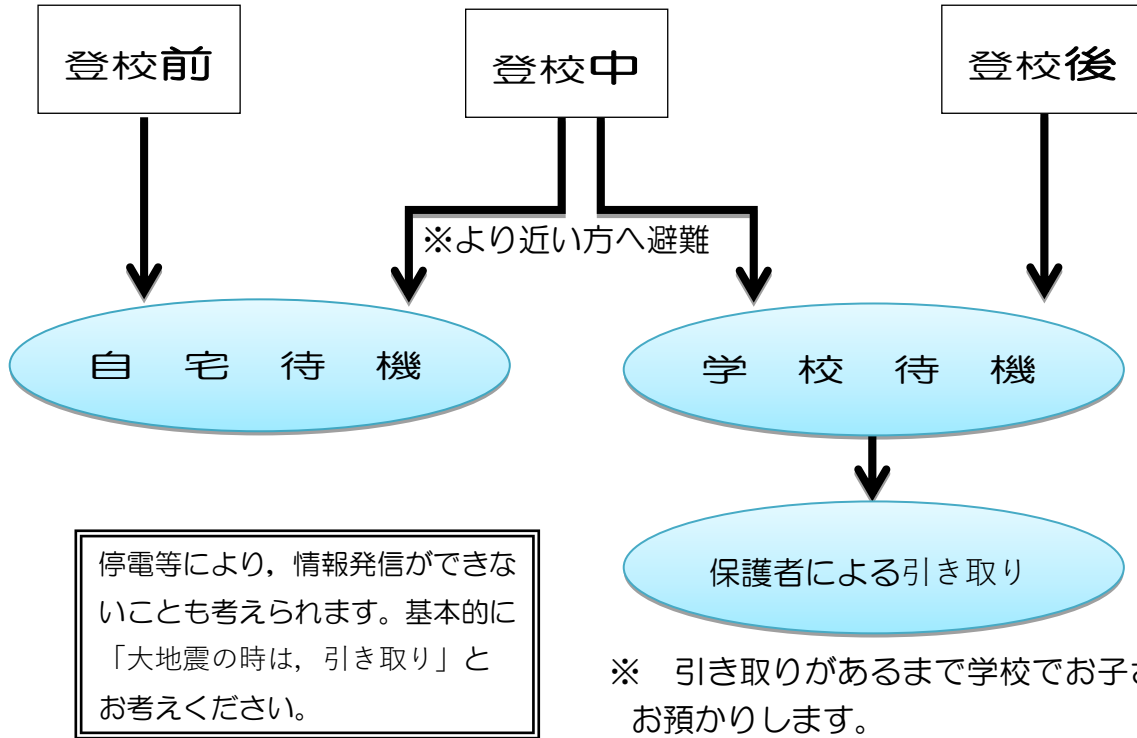 登校前
登校中
登校後
※より近い方へ避難
自宅待機
学校待機
保護者による引き取り
停電等により，情報発信ができな
いことも考えられます。基本的に
「大地震の時は，引き取り」と
お考えください。
※　引き取りがあるまで学校でお子
お預かりします。